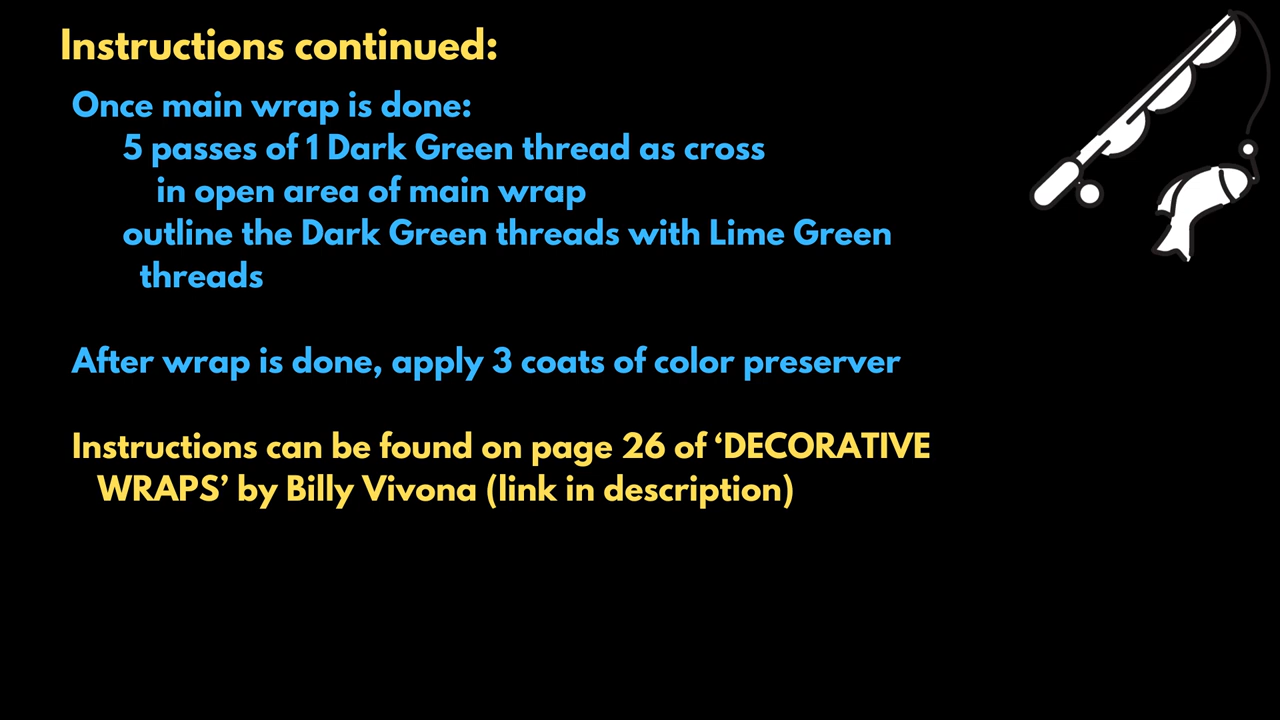 Instructions continued:
Once main wrap is done:
5 passes of 1 Dark Green thread as cross
in open area of main wrap
outline the Dark Green threads with Lime Green
threads
After wrap is done, apply 3 coats of color preserver
Instructions can be found on page 26 of ‘DECORATIVE
WRAPS’ by Billy Vivona (link in description)